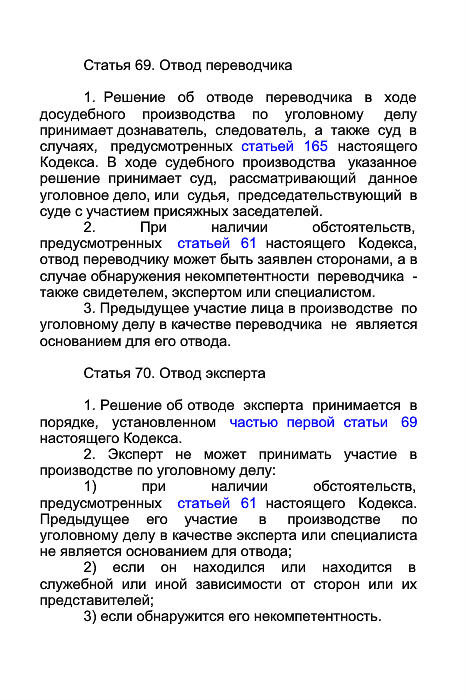 Статья 69. Отвод переводчика
1. Решение об отводе переводчика в ходе
досудебного производства по уголовному делу
принимает дознаватель, следователь, а также суд в
случаях, предусмотренных статьей 165 настоящего
Кодекса. В ходе судебного производства указанное
решение принимает суд, рассматривающий данное
уголовное дело, или судья, председательствующий в
суде с участием присяжных заседателей.
2. При наличии обстоятельств,
предусмотренных статьей 61 настоящего Кодекса,
отвод переводчику может быть заявлен сторонами, а в
случае обнаружения некомпетентности переводчика -
также свидетелем, экспертом или специалистом.
3. Предыдущее участие лица в производстве по
уголовному делу в качестве переводчика не является
основанием для его отвода.
Статья 70. Отвод эксперта
1. Решение об отводе эксперта принимается в
порядке, установленном частью первой статьи 69
настоящего Кодекса.
2. Эксперт не может принимать участие в
производстве по уголовному делу:
1) при наличии обстоятельств,
предусмотренных статьей 61 настоящего Кодекса.
Предыдущее его участие в производстве по
уголовному делу в качестве эксперта или специалиста
не является основанием для отвода;
2) если он находился или находится в
служебной или иной зависимости от сторон или их
представителей;
3) если обнаружится его некомпетентность.